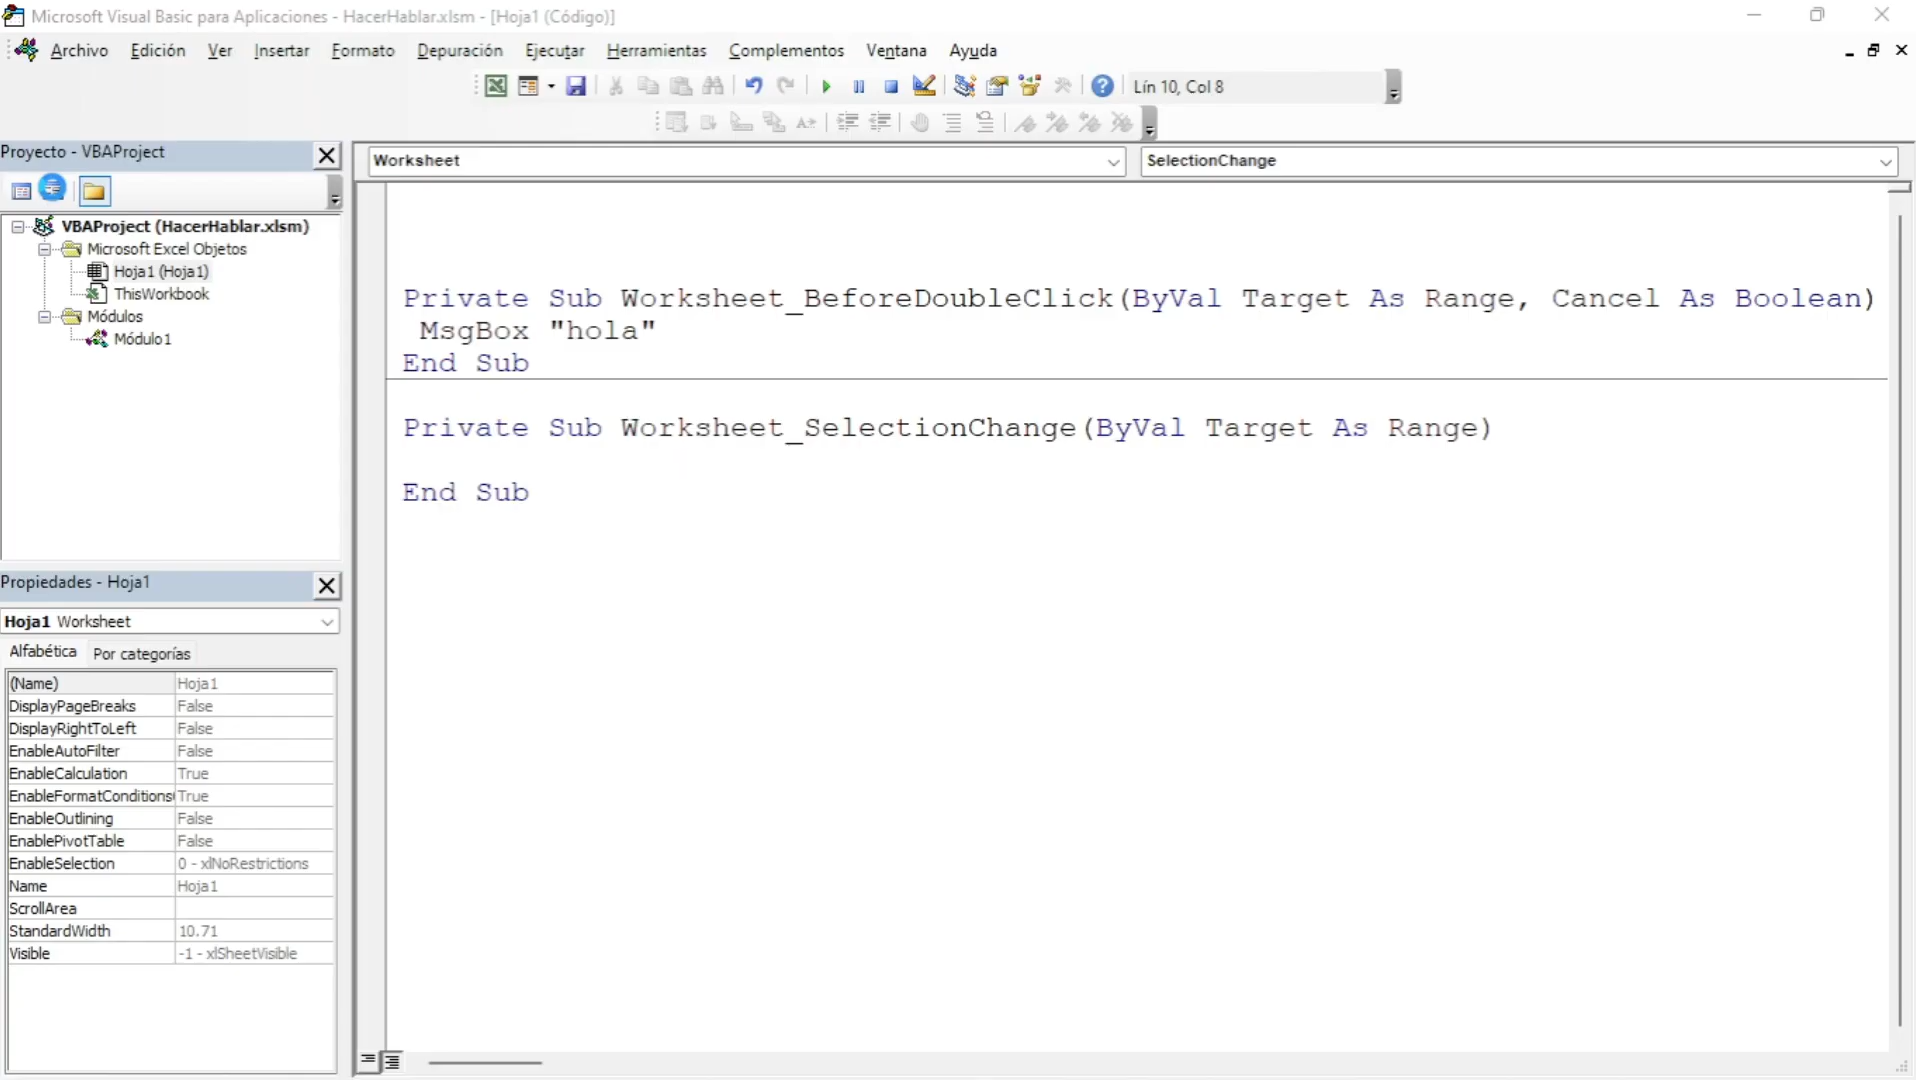 Microsoft Visual Basic para Aplicaciones - HacerHablar.xlsm - [Hoja1 (Código)]
Archivo Edición Ver Insertar Formato Depuración Ejecutar Herramientas Complementos Ventana Ayuda
Lín 10, Col 8
Proyecto - VBAProject
Worksheet
SelectionChange
VBAProject (HacerHablar.xlsm)
Microsoft Excel Objetos
Hoja1 (Hoja1)
ThisWorkbook
Módulos
Módulo1
Private Sub Worksheet_BeforeDoubleClick(ByVal Target As Range, Cancel As Boolean)
MsgBox "hola"
End Sub
Private Sub Worksheet_SelectionChange(ByVal Target As Range)
End Sub
Propiedades - Hoja1
Hoja1 Worksheet
Alfabética Por categorías
(Name) Hoja1
DisplayPageBreaks False
DisplayRightToLeft False
EnableAutoFilter False
EnableCalculation True
EnableFormatConditions True
EnableOutlining False
EnablePivotTable False
EnableSelection 0 - xlNoRestrictions
Name Hoja1
ScrollArea
StandardWidth 10.71
Visible -1 - xlSheetVisible